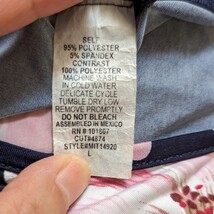 SELF
95% POLYESTER
5% SPANDEX
CONTRAST
100% POLYESTER
MACHINE WASH
IN COLD WATER
DELICATE CYCLE
TUMBLE DRY LOW
REMOVE PROMPTLY
DO NOT BLEACH
ASSEMBLED IN MEXICO
RN # 101607
CUT#4874
STYLE#MIT14920
L